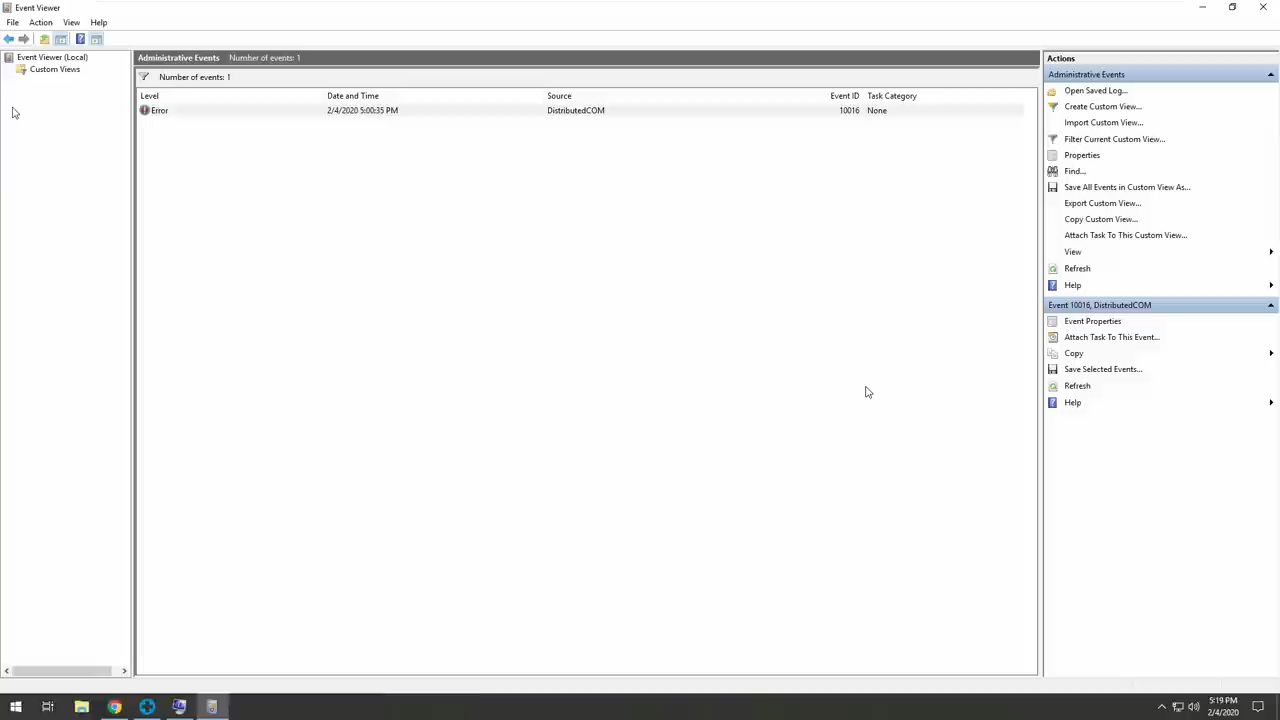 Event Viewer
File Action View Help
Event Viewer (Local)
Custom Views
Administrative Events Number of events: 1
Number of events: 1
Level Date and Time Source Event ID Task Category
Error 2/4/2020 5:00:35 PM DistributedCOM 10016 None
Actions
Administrative Events
Open Saved Log...
Create Custom View...
Import Custom View...
Filter Current Custom View...
Properties
Find...
Save All Events in Custom View As...
Export Custom View...
Copy Custom View...
Attach Task To This Custom View...
View
Refresh
Help
Event 10016, DistributedCOM
Event Properties
Attach Task To This Event...
Copy
Save Selected Events...
Refresh
Help
5:19 PM
2/4/2020